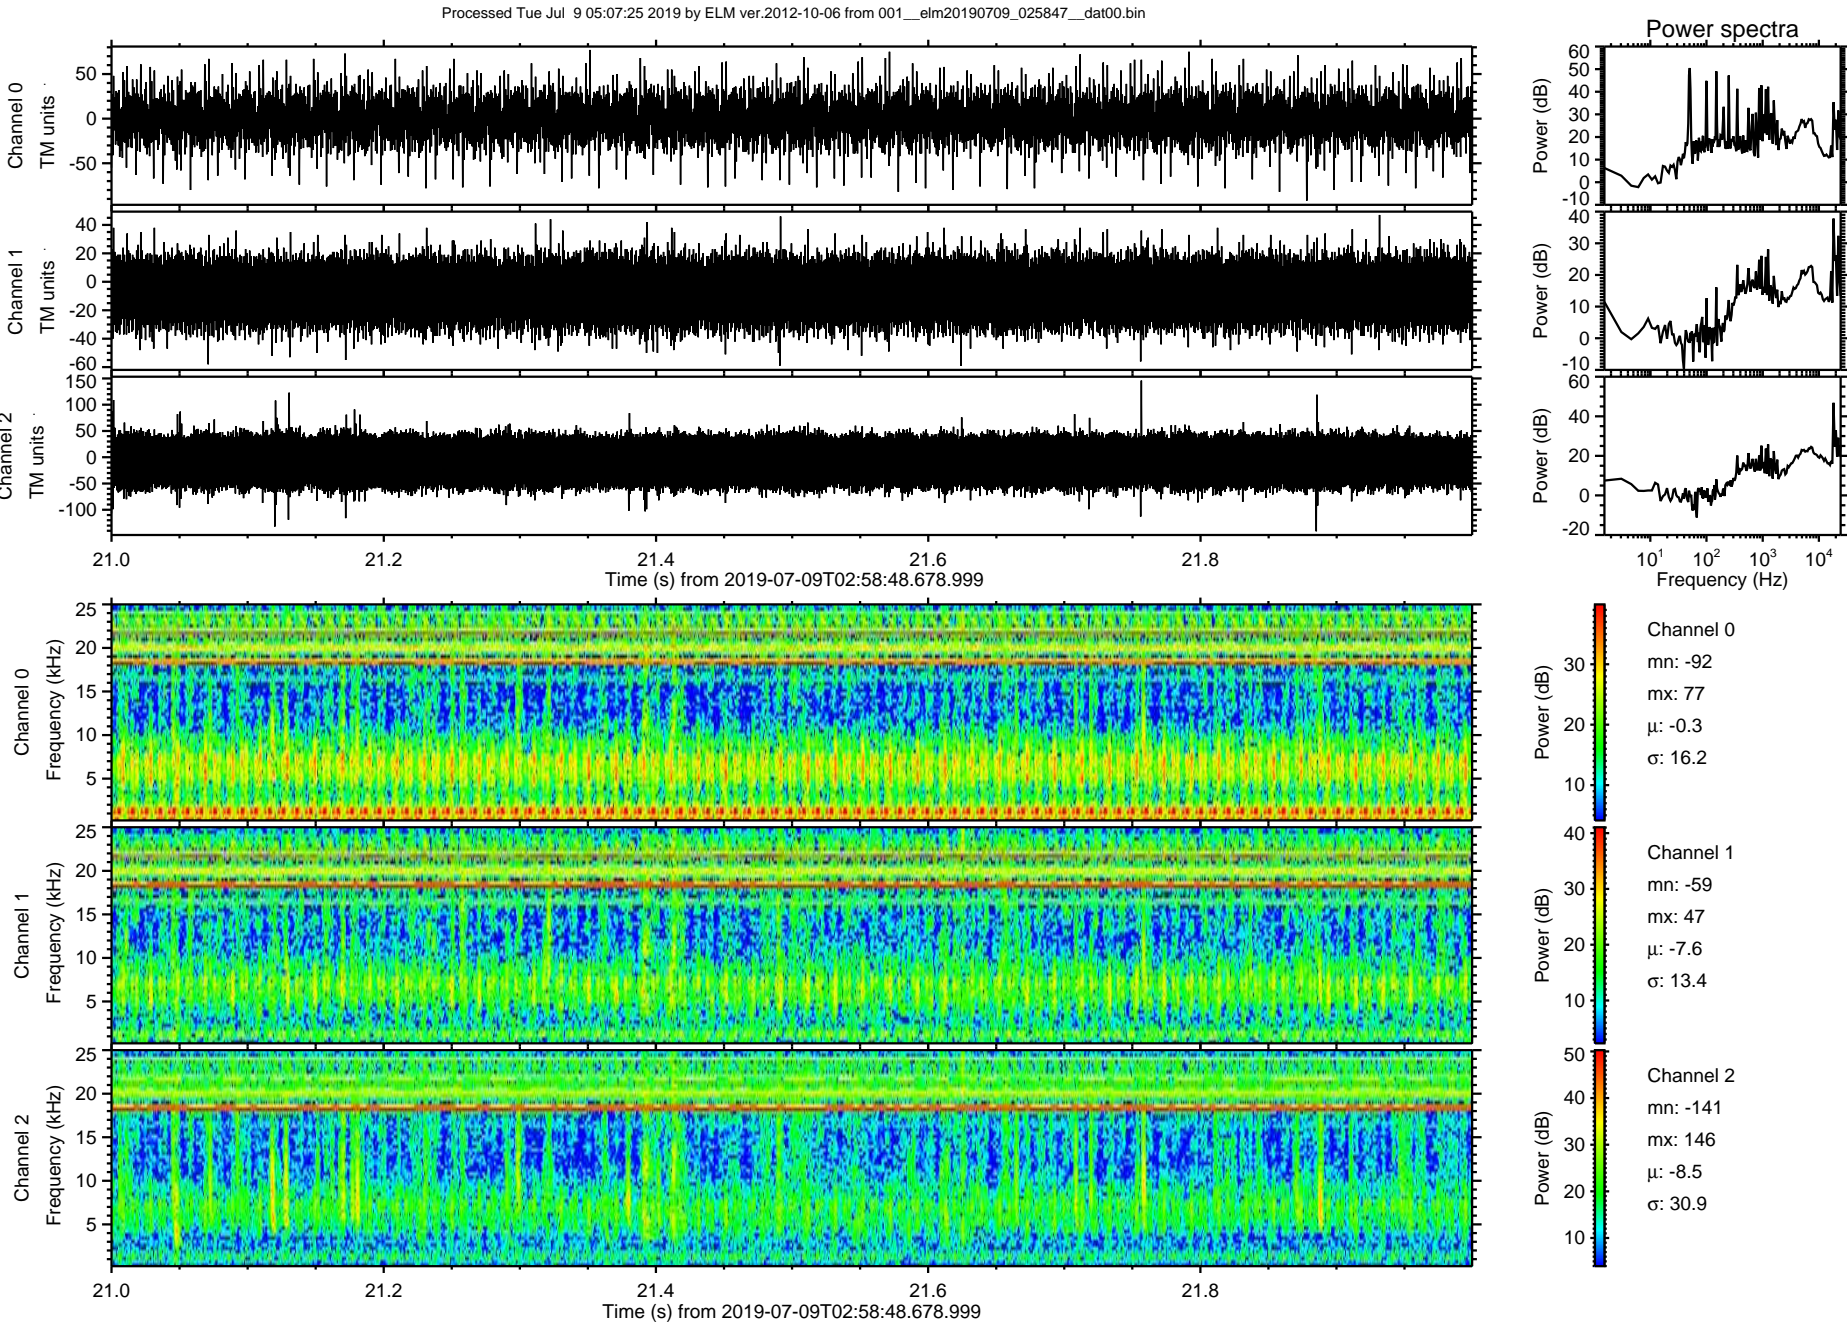 Processed Tue Jul  9 05:07:25 2019 by ELM ver.2012-10-06 from 001__elm20190709_025847__dat00.bin
Power spectra
Channel 0
TM units
50
0
-50
Power (dB)
60
50
40
30
20
10
0
-10
Channel 1
TM units
40
20
0
-20
-40
-60
Power (dB)
40
30
20
10
0
-10
Channel 2
TM units
150
100
50
0
-50
-100
Power (dB)
60
40
20
0
-20
21.0 21.2 21.4 21.6 21.8
Time (s) from 2019-07-09T02:58:48.678.999
10^1 10^2 10^3 10^4
Frequency (Hz)
Channel 0
Frequency (kHz)
25
20
15
10
5
Power (dB)
30
20
10
Channel 0
mn: -92
mx: 77
μ: -0.3
σ: 16.2
Channel 1
Frequency (kHz)
25
20
15
10
5
Power (dB)
40
30
20
10
Channel 1
mn: -59
mx: 47
μ: -7.6
σ: 13.4
Channel 2
Frequency (kHz)
25
20
15
10
5
Power (dB)
50
40
30
20
10
Channel 2
mn: -141
mx: 146
μ: -8.5
σ: 30.9
21.0 21.2 21.4 21.6 21.8
Time (s) from 2019-07-09T02:58:48.678.999